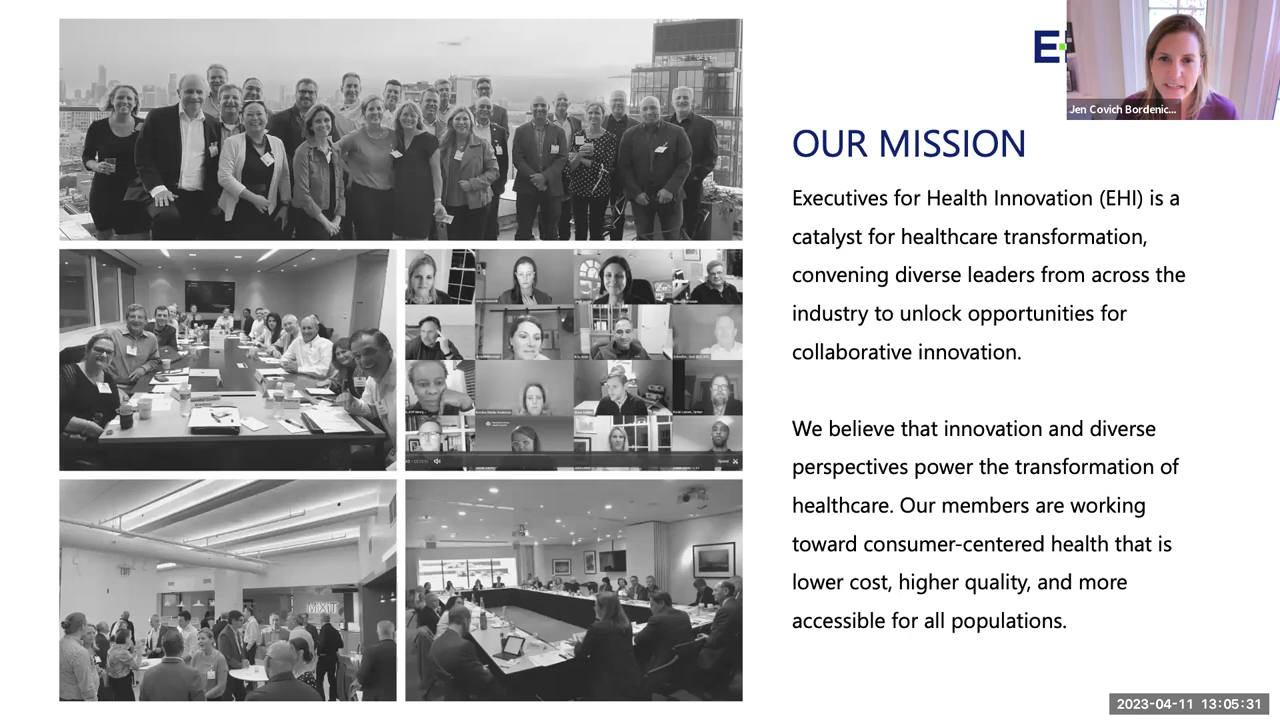 E
Jen Covich Bordenic...
OUR MISSION
Executives for Health Innovation (EHI) is a
catalyst for healthcare transformation,
convening diverse leaders from across the
industry to unlock opportunities for
collaborative innovation.
We believe that innovation and diverse
perspectives power the transformation of
healthcare. Our members are working
toward consumer-centered health that is
lower cost, higher quality, and more
accessible for all populations.
EXIT
MXIT
2023-04-11 13:05:31